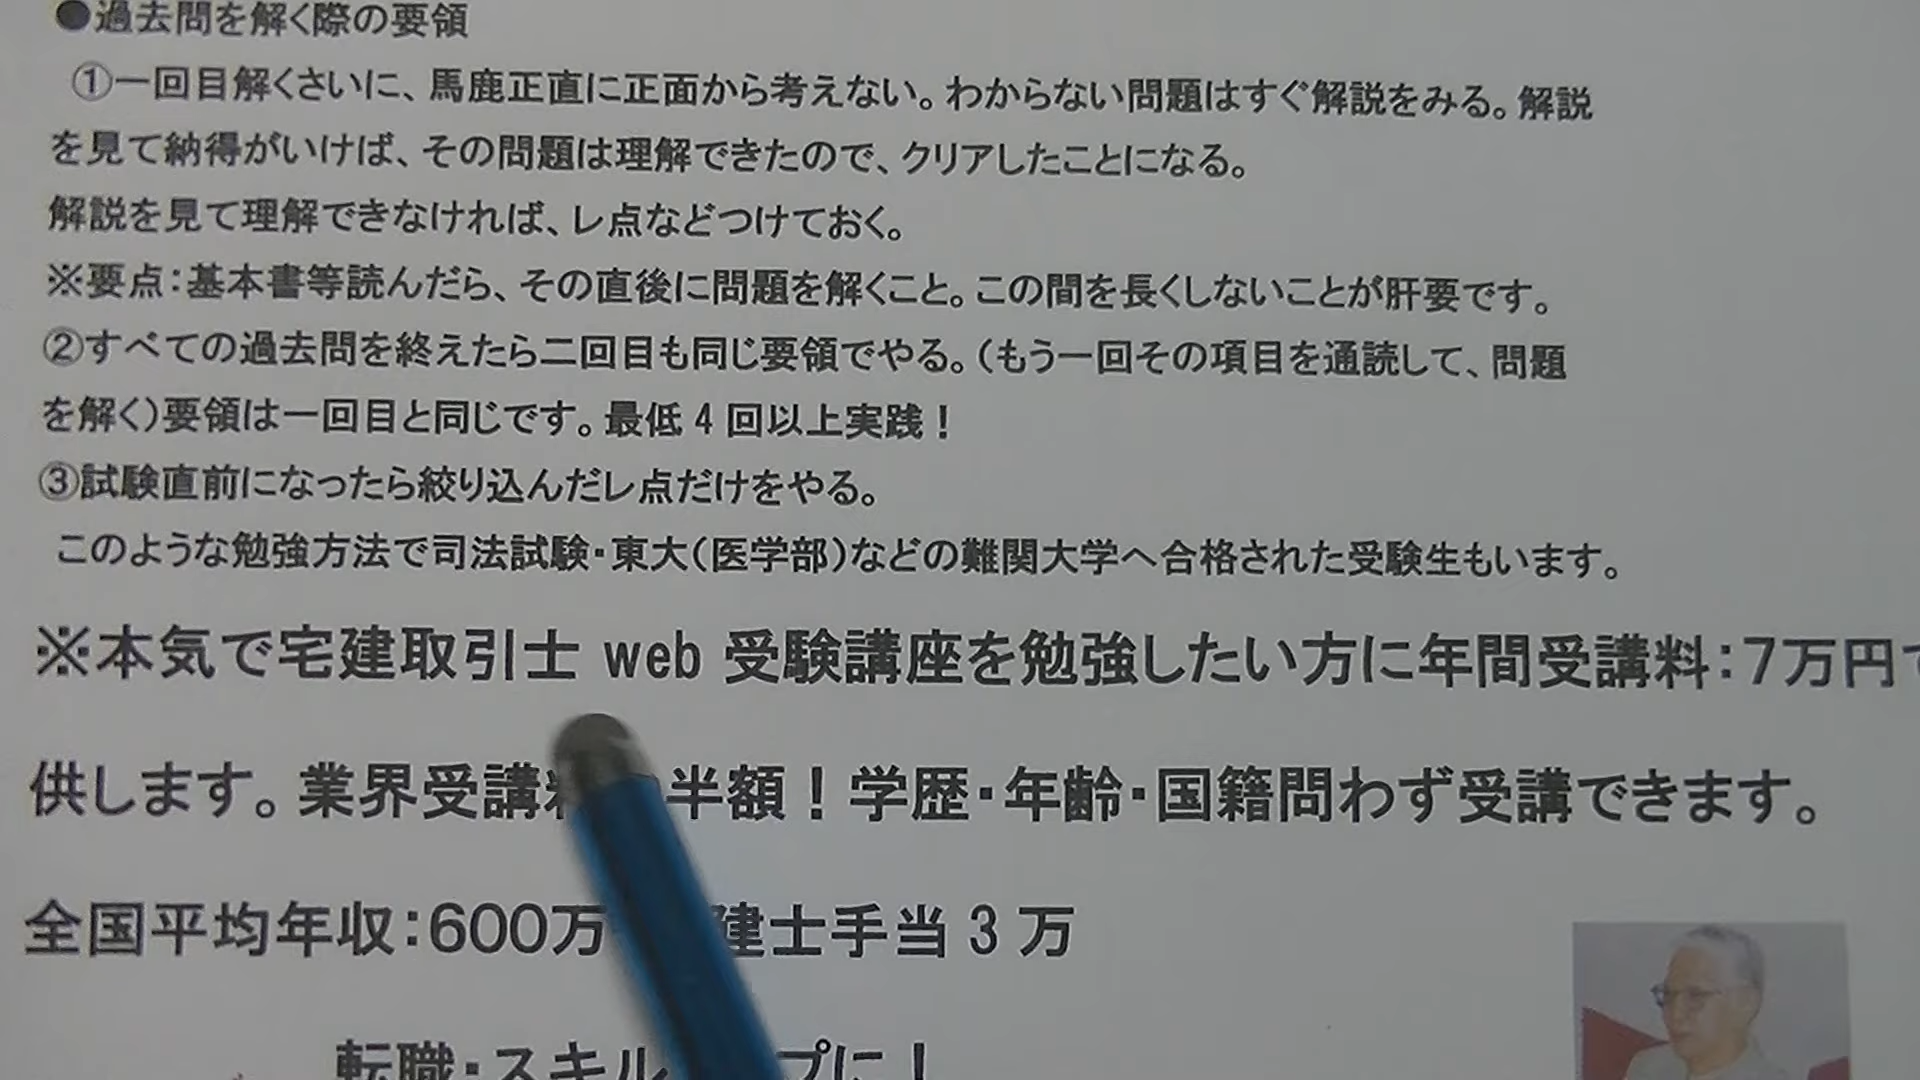 ●過去問を解く際の要領
①一回目解くさいに、馬鹿正直に正面から考えない。わからない問題はすぐ解説をみる。解説
を見て納得がいけば、その問題は理解できたので、クリアしたことになる。
解説を見て理解できなければ、レ点などつけておく。
※要点：基本書等読んだら、その直後に問題を解くこと。この間を長くしないことが肝要です。
②すべての過去問を終えたら二回目も同じ要領でやる。（もう一回その項目を通読して、問題
を解く）要領は一回目と同じです。最低４回以上実践！
③試験直前になったら絞り込んだレ点だけをやる。
このような勉強方法で司法試験・東大（医学部）などの難関大学へ合格された受験生もいます。
※本気で宅建取引士 web 受験講座を勉強したい方に年間受講料：7万円で
供します。業界受講 半額！学歴・年齢・国籍問わず受講できます。
全国平均年収：600万 建士手当 3 万
転職・スキル プに！